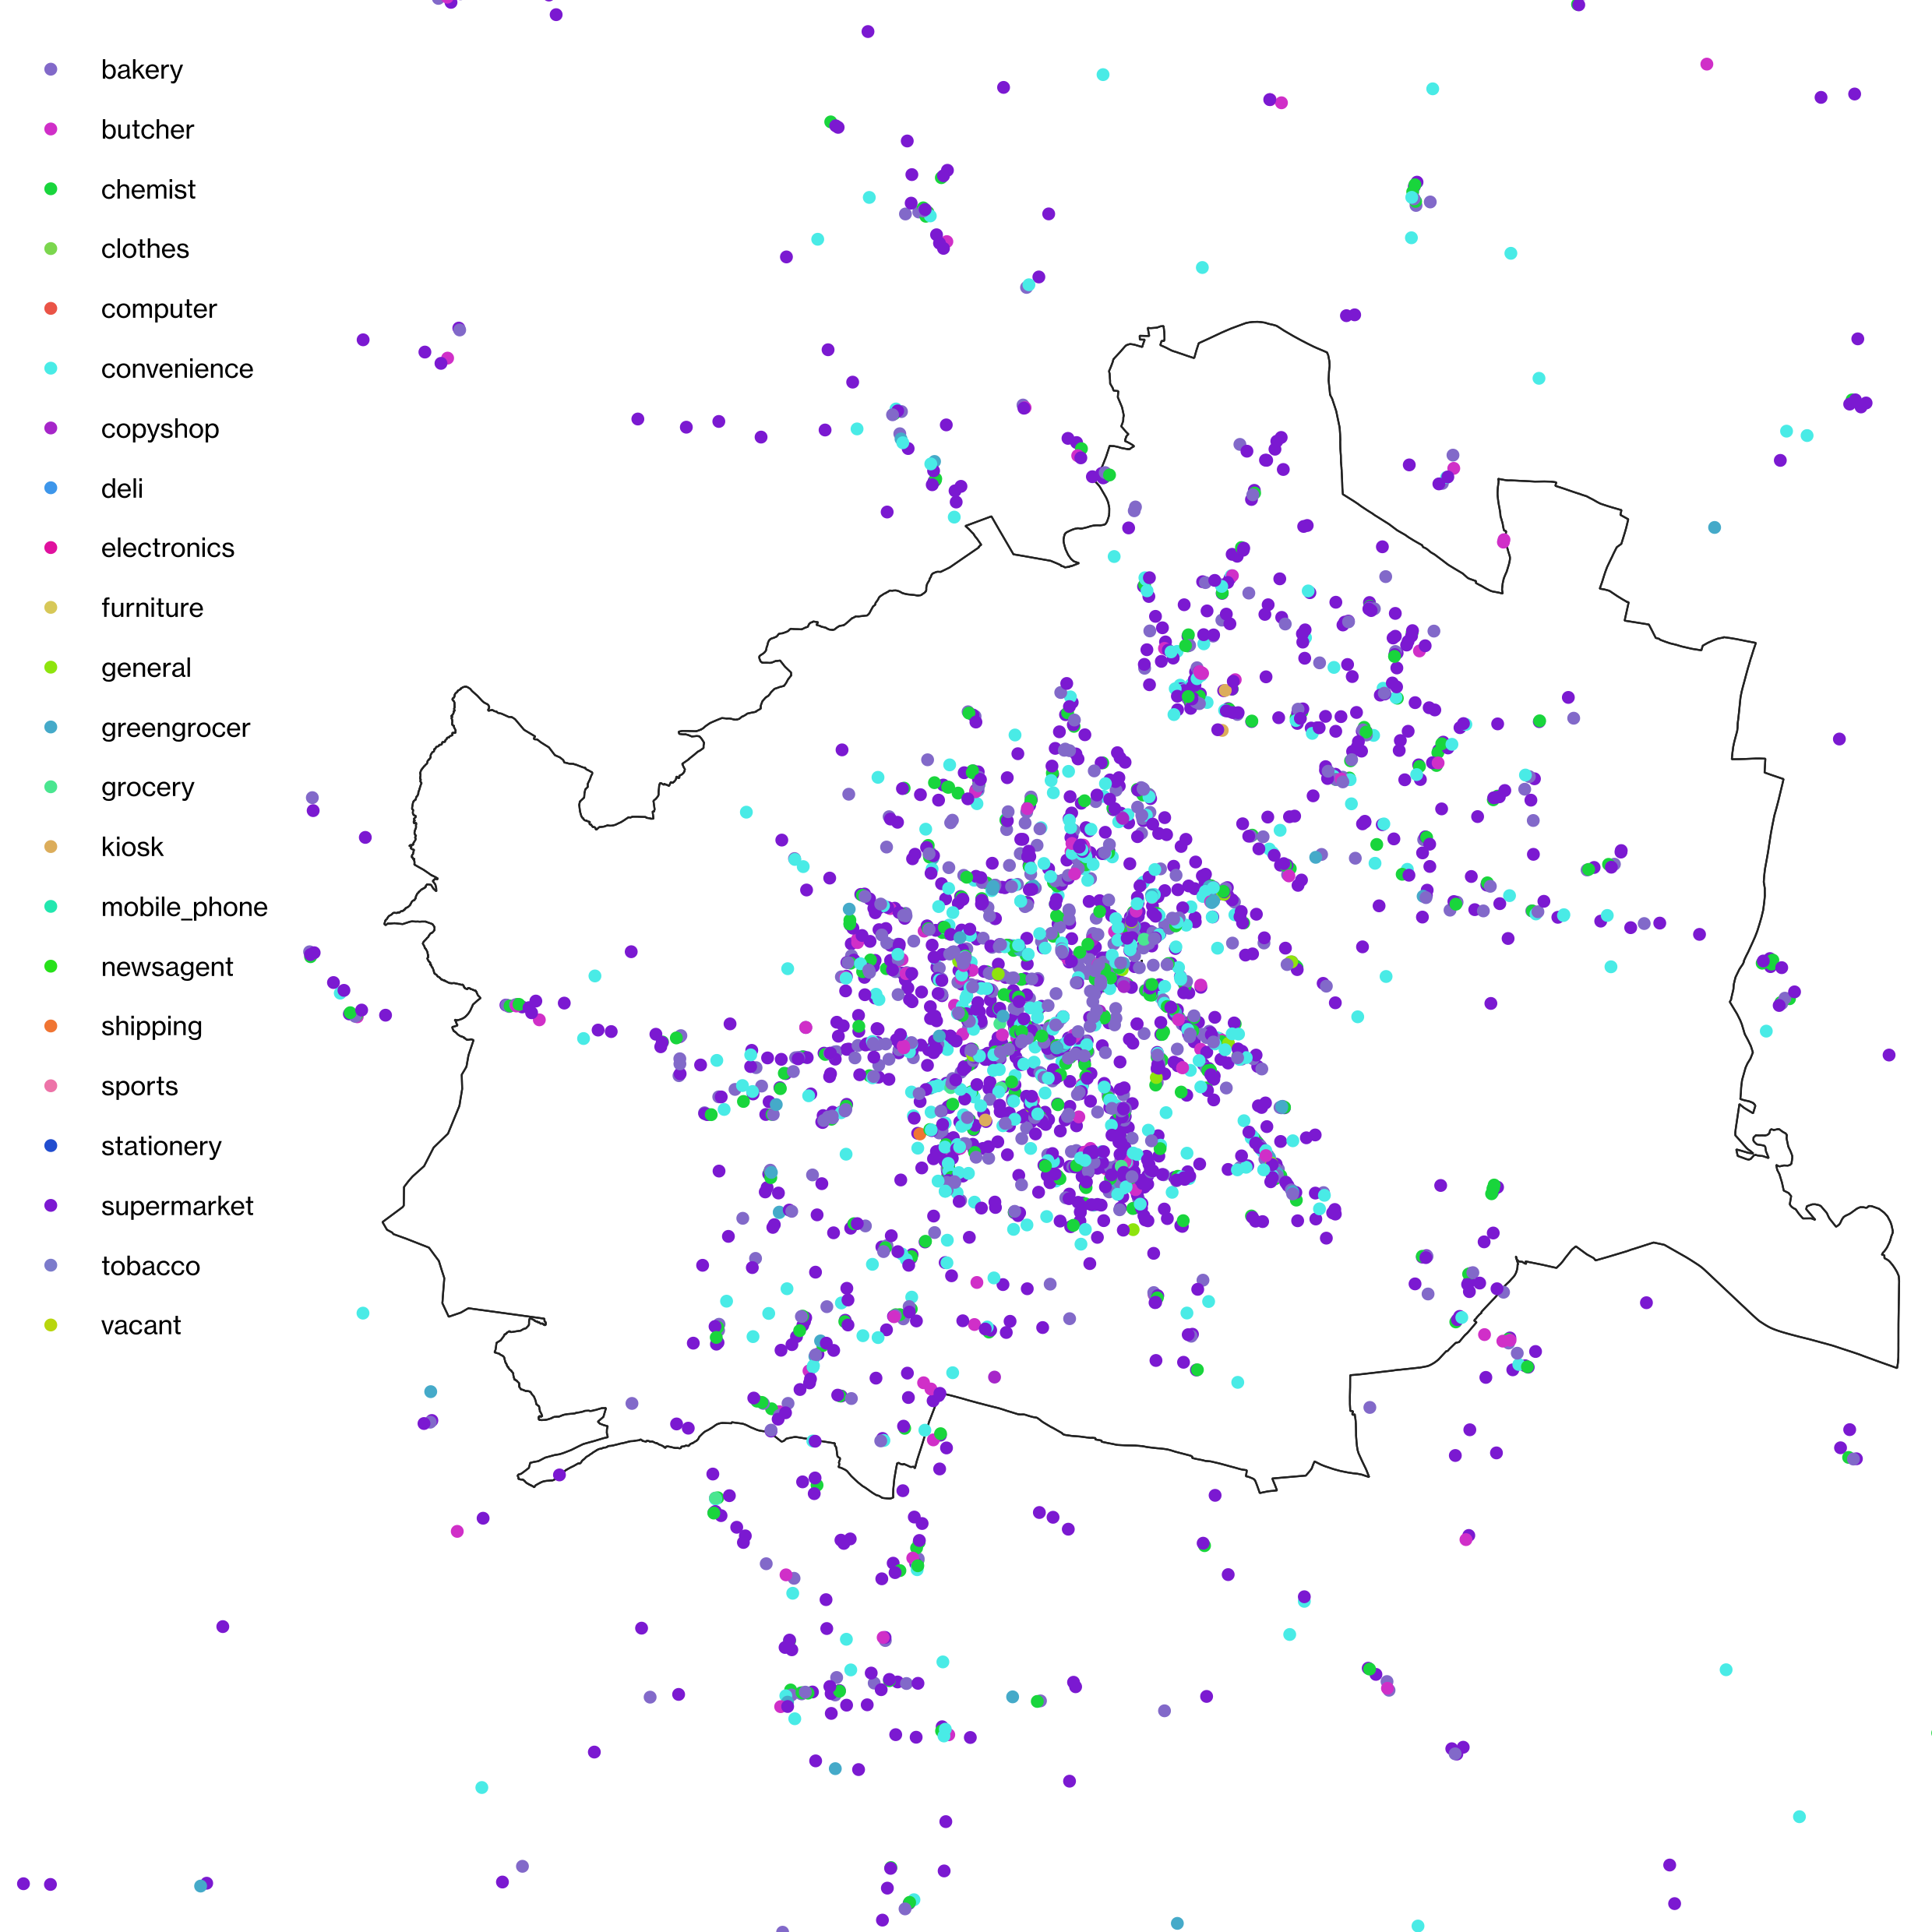 bakery
butcher
chemist
clothes
computer
convenience
copyshop
deli
electronics
furniture
general
greengrocer
grocery
kiosk
mobile_phone
newsagent
shipping
sports
stationery
supermarket
tobacco
vacant